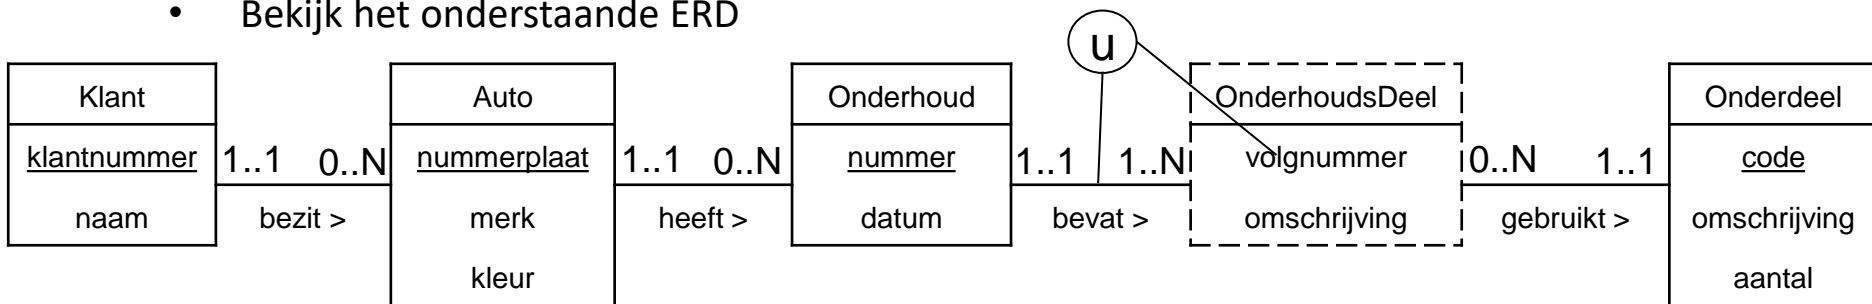 • Bekijk het onderstaande ERD
u
Klant
klantnummer
naam
1..1 0..N
bezit >
Auto
nummerplaat
merk
kleur
1..1 0..N
heeft >
Onderhoud
nummer
datum
1..1 1..N
bevat >
OnderhoudsDeel
volgnummer
omschrijving
0..N 1..1
gebruikt >
Onderdeel
code
omschrijving
aantal